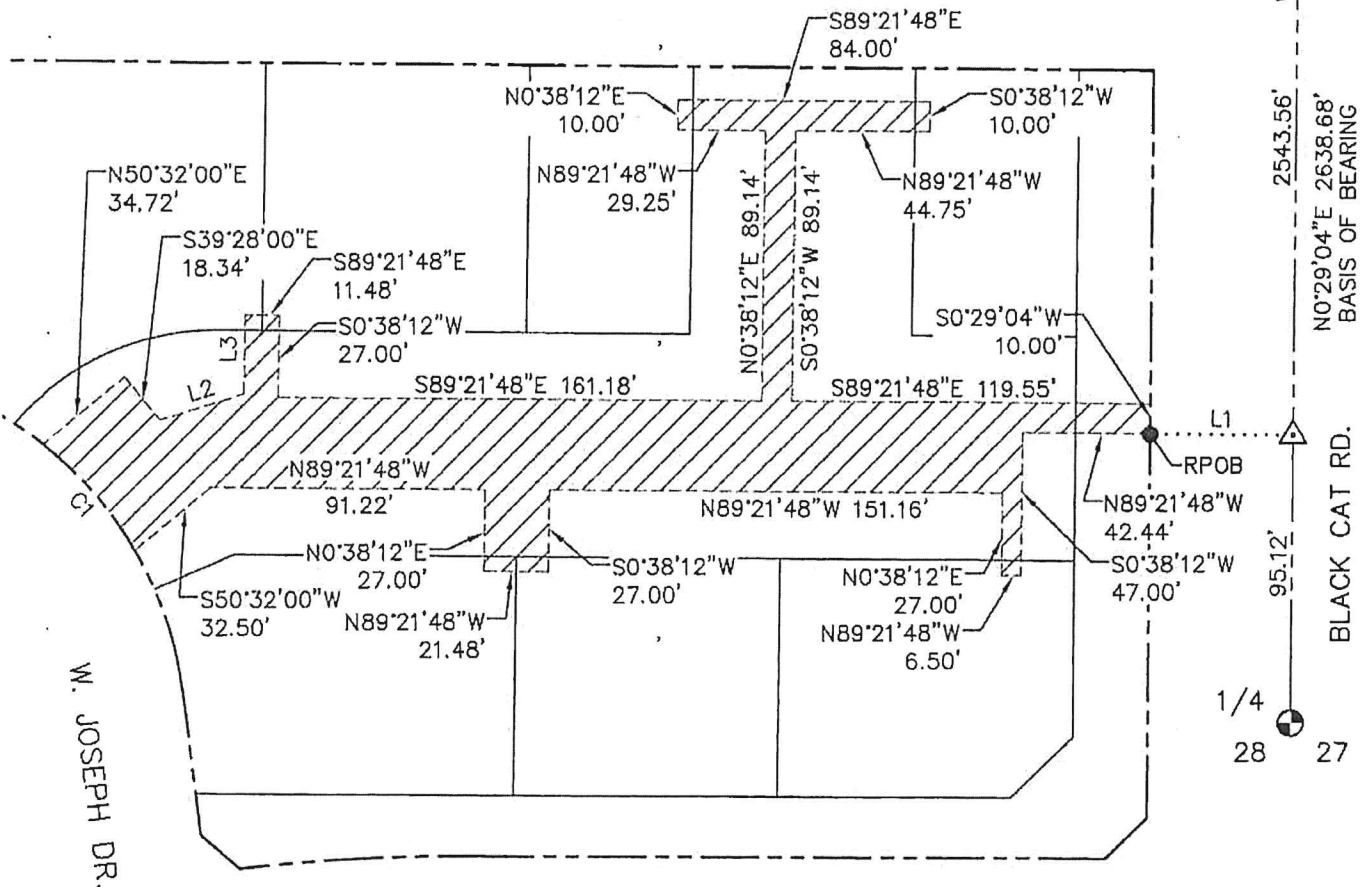 S89°21'48"E
84.00'
N0°38'12"E
10.00'
S0°38'12"W
10.00'
N50°32'00"E
34.72'
N89°21'48"W
29.25'
N89°21'48"W
44.75'
S39°28'00"E
18.34'
S89°21'48"E
11.48'
S0°38'12"W
27.00'
N0°38'12"E 89.14'
S0°38'12"W 89.14'
S0°29'04"W
10.00'
2543.56'
N0°29'04"E 2638.68'
BASIS OF BEARING
L3
L2
S89°21'48"E 161.18'
S89°21'48"E 119.55'
L1
RPOB
C1
N89°21'48"W
91.22'
N89°21'48"W 151.16'
N89°21'48"W
42.44'
N0°38'12"E
27.00'
S0°38'12"W
27.00'
N0°38'12"E
27.00'
S0°38'12"W
47.00'
S50°32'00"W
32.50'
N89°21'48"W
21.48'
N89°21'48"W
6.50'
95.12'
BLACK CAT RD.
W. JOSEPH DR.
1/4
28 27